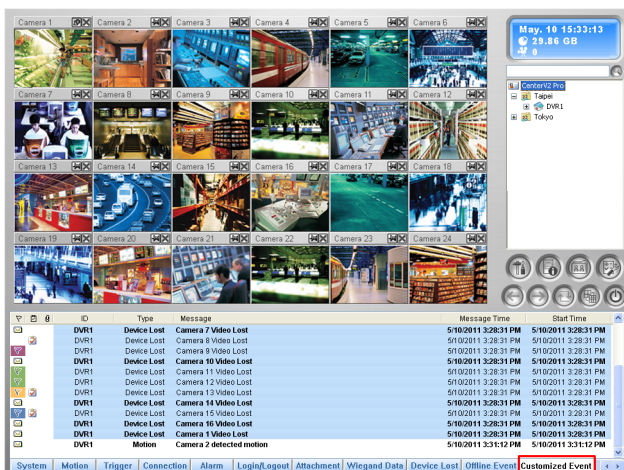 Camera 1 Camera 2 Camera 3 Camera 4 Camera 5 Camera 6
May. 10 15:33:13
29.86 GB
0
CenterV2 Pro
Taipei
DVR1
Tokyo
Camera 7 Camera 8 Camera 9 Camera 10 Camera 11 Camera 12
Camera 13 Camera 14 Camera 15 Camera 16 Camera 17 Camera 18
Camera 19 Camera 20 Camera 21 Camera 22 Camera 23 Camera 24
ID Type Message Message Time Start Time
DVR1 Device Lost Camera 7 Video Lost 5/10/2011 3:28:31 PM 5/10/2011 3:28:31 PM
DVR1 Device Lost Camera 8 Video Lost 5/10/2011 3:28:31 PM 5/10/2011 3:28:31 PM
DVR1 Device Lost Camera 9 Video Lost 5/10/2011 3:28:31 PM 5/10/2011 3:28:31 PM
DVR1 Device Lost Camera 10 Video Lost 5/10/2011 3:28:31 PM 5/10/2011 3:28:31 PM
DVR1 Device Lost Camera 11 Video Lost 5/10/2011 3:28:31 PM 5/10/2011 3:28:31 PM
DVR1 Device Lost Camera 12 Video Lost 5/10/2011 3:28:31 PM 5/10/2011 3:28:31 PM
DVR1 Device Lost Camera 13 Video Lost 5/10/2011 3:28:31 PM 5/10/2011 3:28:31 PM
DVR1 Device Lost Camera 14 Video Lost 5/10/2011 3:28:31 PM 5/10/2011 3:28:31 PM
DVR1 Device Lost Camera 15 Video Lost 5/10/2011 3:28:31 PM 5/10/2011 3:28:31 PM
DVR1 Device Lost Camera 16 Video Lost 5/10/2011 3:28:31 PM 5/10/2011 3:28:31 PM
DVR1 Device Lost Camera 1 Video Lost 5/10/2011 3:28:31 PM 5/10/2011 3:28:31 PM
DVR1 Motion Camera 2 detected motion 5/10/2011 3:31:12 PM 5/10/2011 3:31:12 PM
System Motion Trigger Connection Alarm Login/Logout Attachment Wiegand Data Device Lost Offline Event Customized Event